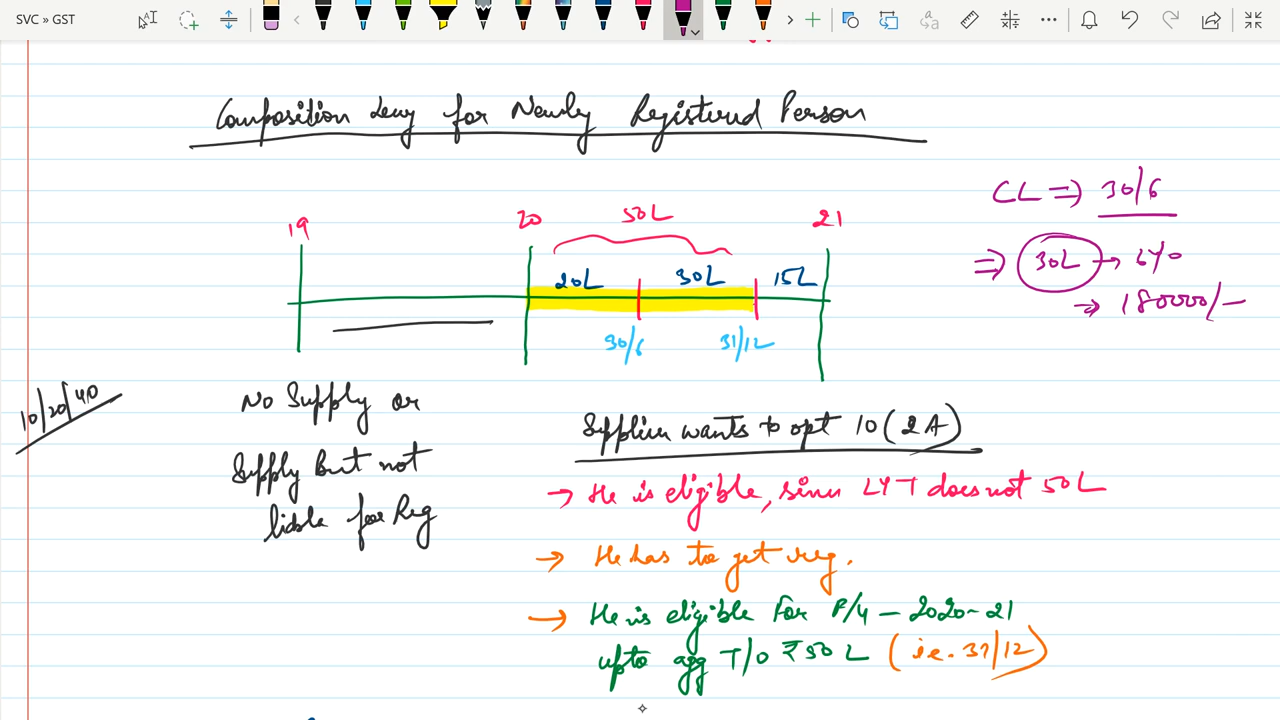 SVC » GST
Composition Levy for Newly Registered Person
CL ⇒ 30/6
50L
19
20
21
⇒ 30L → 6%
20L
30L
15L
→ 180000/-
30/6
31/12
10/20/40
No Supply or
Supply But not
liable for Reg
Supplier wants to opt 10(2A)
→ He is eligible, since LYT does not 50L
→ He has to get reg.
→ He is eligible for F/Y - 2020-21
upto agg T/O ₹50 L (i.e. 31/12)